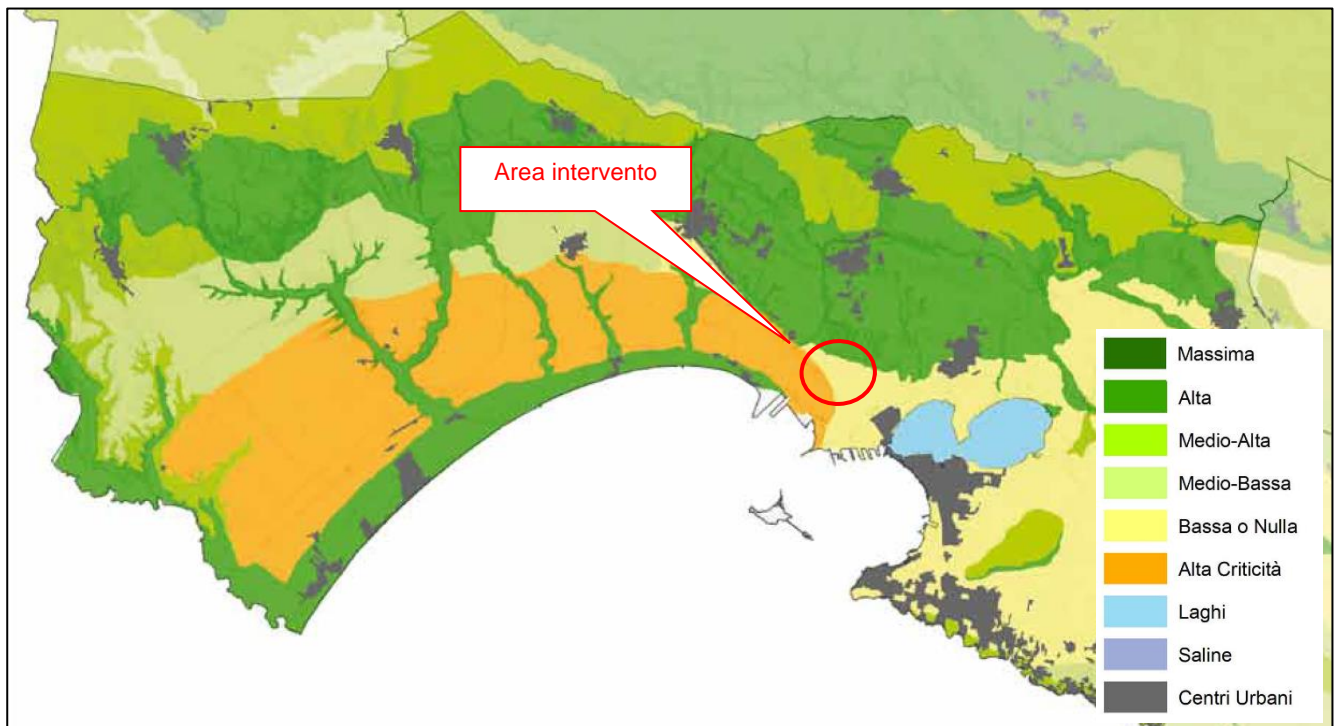 Area intervento
Massima
Alta
Medio-Alta
Medio-Bassa
Bassa o Nulla
Alta Criticità
Laghi
Saline
Centri Urbani